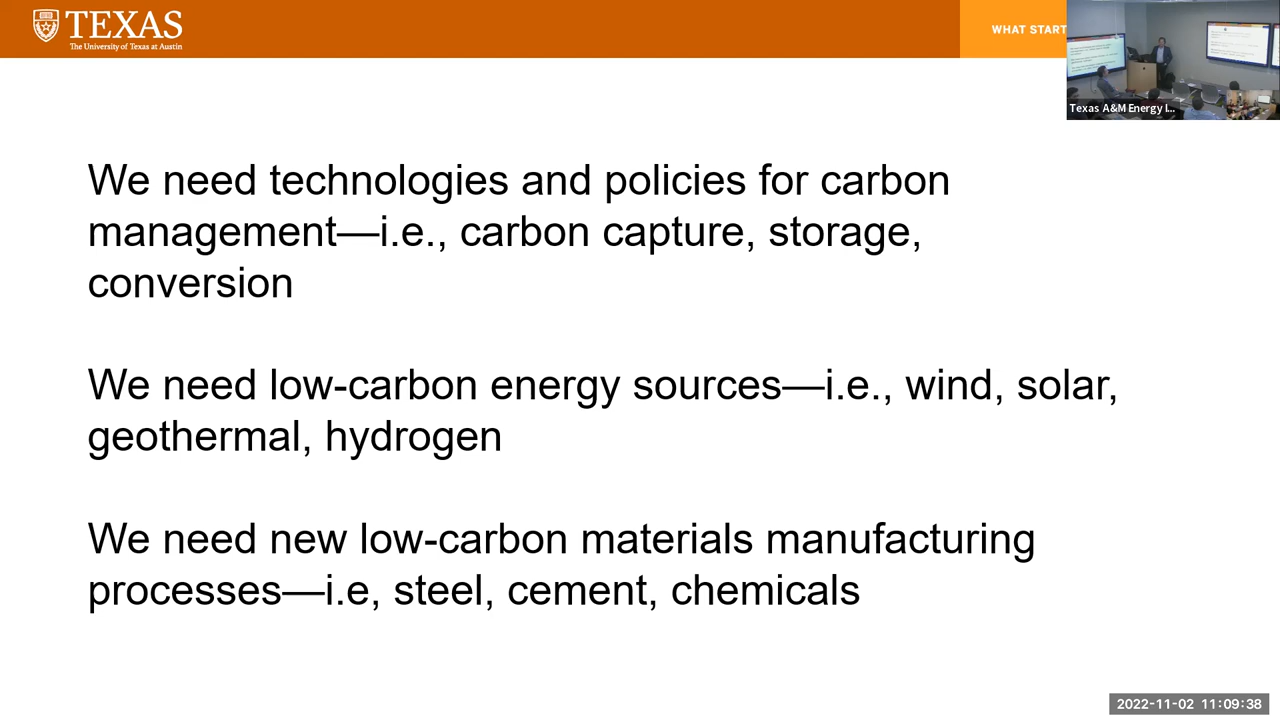 TEXAS
The University of Texas at Austin
WHAT START
Texas A&M Energy I...
We need technologies and policies for carbon
management—i.e., carbon capture, storage,
conversion
We need low-carbon energy sources—i.e., wind, solar,
geothermal, hydrogen
We need new low-carbon materials manufacturing
processes—i.e, steel, cement, chemicals
2022-11-02 11:09:38